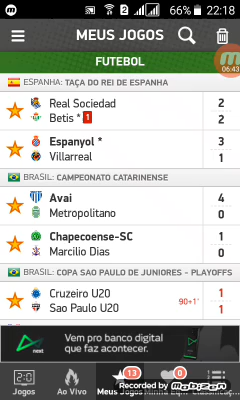 66% 22:18
MEUS JOGOS
06:43
FUTEBOL
ESPANHA: TAÇA DO REI DE ESPANHA
Real Sociedad 2
Betis * 1 2
Espanyol * 3
Villarreal 1
BRASIL: CAMPEONATO CATARINENSE
Avaí 4
Metropolitano 0
Chapecoense-SC 1
Marcílio Dias 0
BRASIL: COPA SAO PAULO DE JUNIORES - PLAYOFFS
Cruzeiro U20 1
90+1'
Sao Paulo U20 1
next
Vem pro banco digital
que faz acontecer.
2:0 13 0
Recorded by Mobizen
Jogos Ao Vivo Meus Jogos